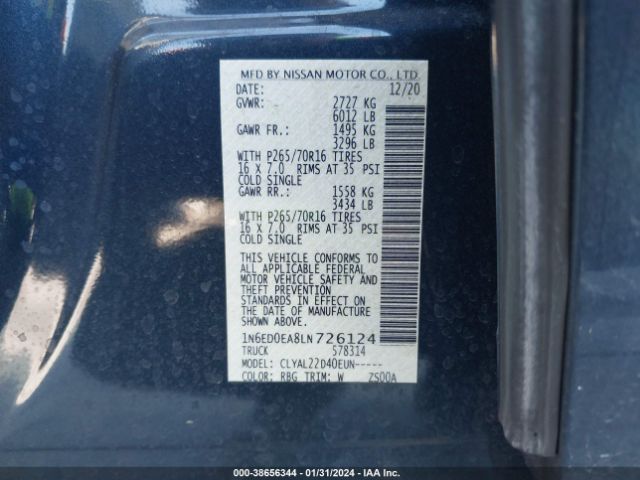 MFD BY NISSAN MOTOR CO., LTD.
DATE: 12/20
GVWR: 2727 KG
6012 LB
GAWR FR.: 1495 KG
3296 LB
WITH P265/70R16 TIRES
16 X 7.0 RIMS AT 35 PSI
COLD SINGLE
GAWR RR.: 1558 KG
3434 LB
WITH P265/70R16 TIRES
16 X 7.0 RIMS AT 35 PSI
COLD SINGLE
THIS VEHICLE CONFORMS TO
ALL APPLICABLE FEDERAL
MOTOR VEHICLE SAFETY/BUMPER
AND THEFT PREVENTION
STANDARDS IN EFFECT ON
THE DATE OF MANUFACTURE
SHOWN ABOVE.
1N6ED0EA8LN726124
TRUCK 578314
MODEL: CLYAL22D40EUN-----
COLOR: RBG TRIM: W ZS00A
000-38656344 - 01/31/2024 - IAA Inc.